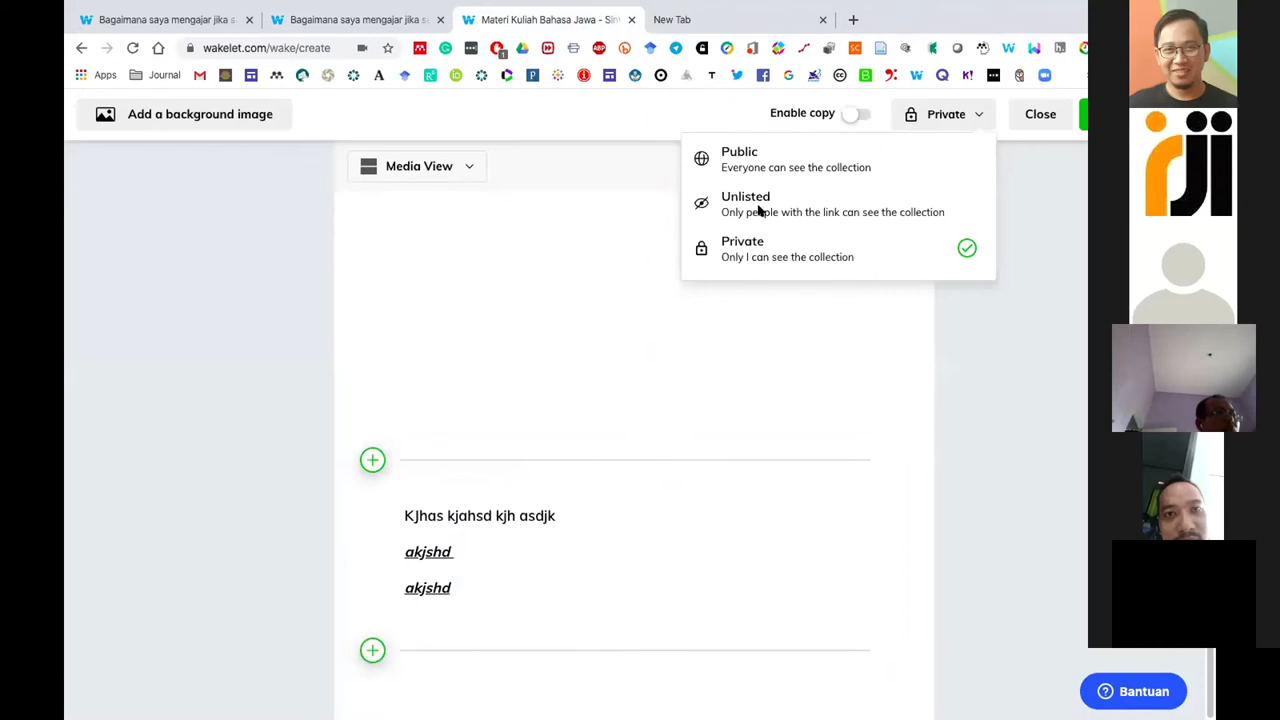 Bagaimana saya mengajar jika sa
Bagaimana saya mengajar jika se
Materi Kuliah Bahasa Jawa - Sin
New Tab
wakelet.com/wake/create
Apps
Journal
Add a background image
Enable copy
Private
Close
Media View
Public
Everyone can see the collection
Unlisted
Only people with the link can see the collection
Private
Only I can see the collection
KJhas kjahsd kjh asdjk
akjshd
akjshd
Bantuan
rji